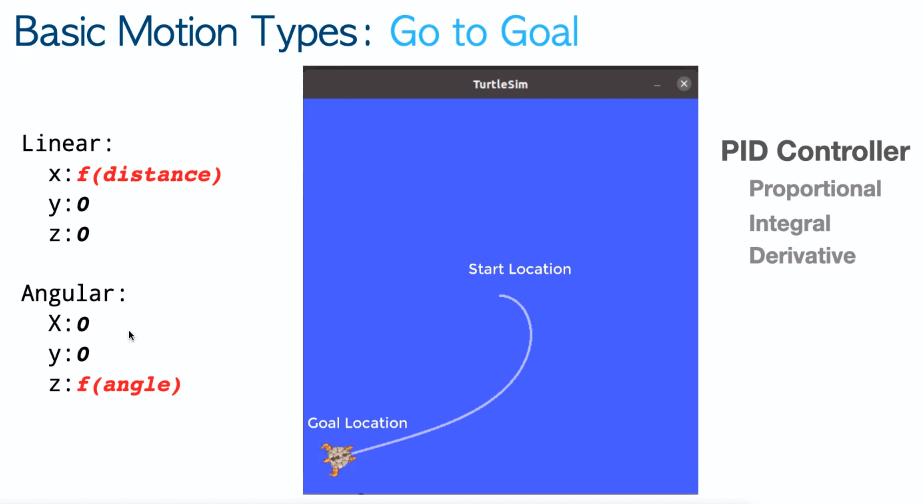 Basic Motion Types: Go to Goal
TurtleSim
Linear:
x:f(distance)
y:0
z:0
Angular:
X:0
y:0
z:f(angle)
Start Location
Goal Location
PID Controller
Proportional
Integral
Derivative